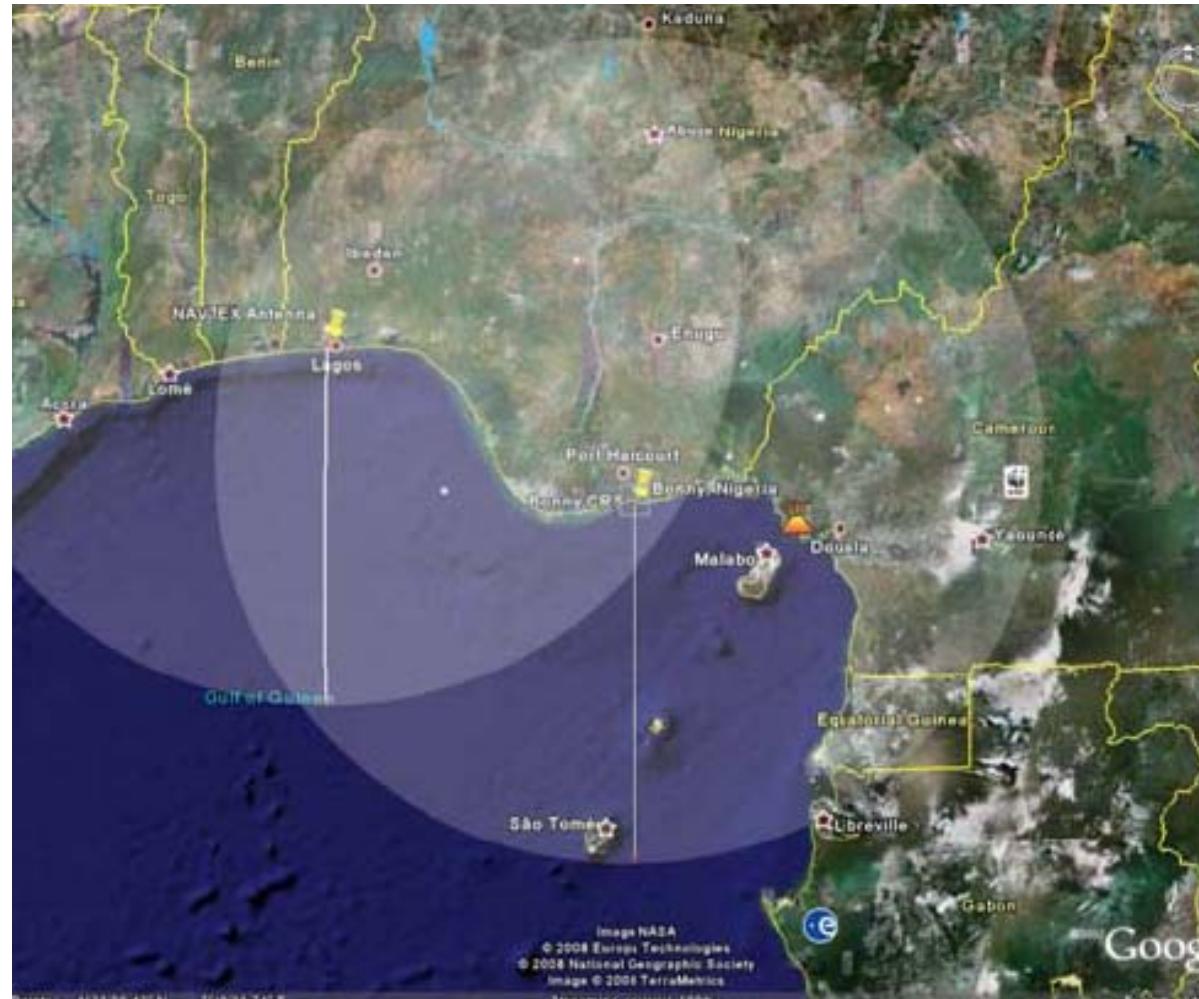 Kaduna
Benin
Abuja Nigeria
Togo
Ibadan
NAVTEX Antenna
Enugu
Lagos
Lomé
Accra
Cameroun
Port Harcourt
Bonny, Nigeria
Bonny CRS
Yaoundé
Douala
Malabo
Gulf of Guinea
Equatorial Guinea
São Tomé
Libreville
Gabon
Image NASA
© 2008 Europa Technologies
© 2008 National Geographic Society
Image © 2008 TerraMetrics
Goog